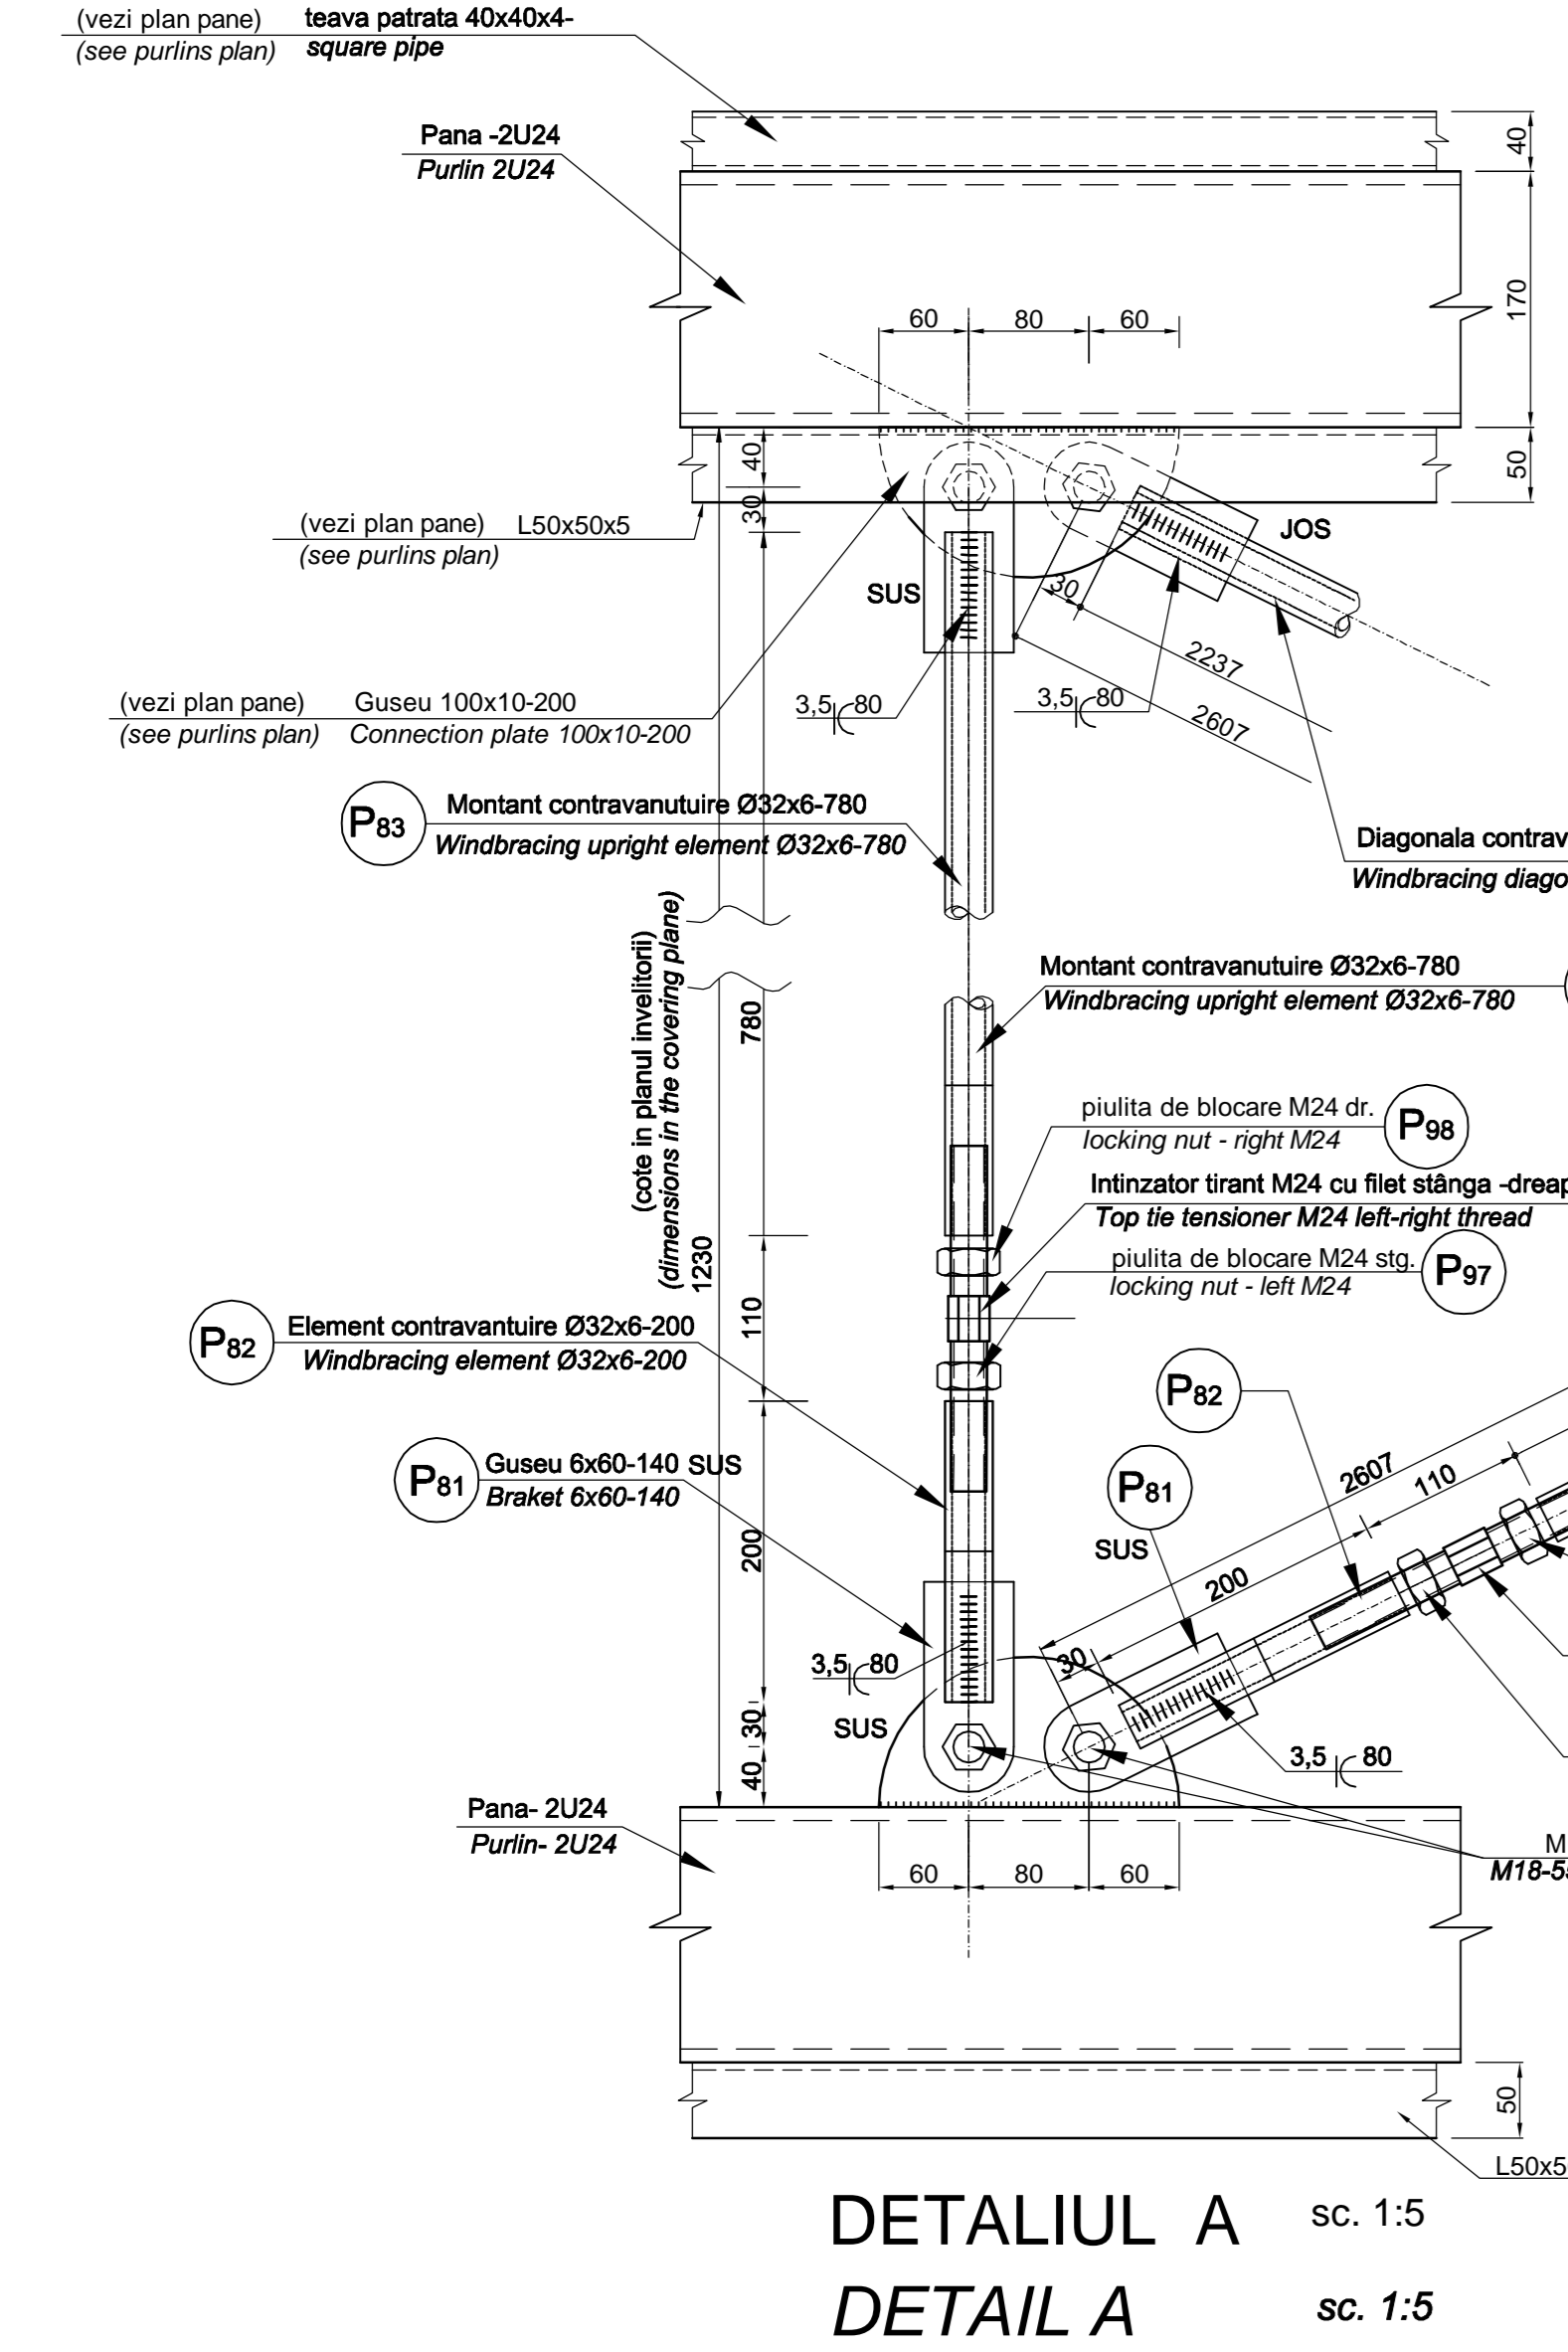 (vezi plan pane) teava patrata 40x40x4-
(see purlins plan) square pipe
Pana -2U24
Purlin 2U24
40
170
60 80 60
50
40
30
(vezi plan pane) L50x50x5
(see purlins plan)
JOS
SUS
30
2237
2607
(vezi plan pane) Guseu 100x10-200
(see purlins plan) Connection plate 100x10-200
3,5 80
3,5 80
P83
Montant contravanutuire Ø32x6-780
Windbracing upright element Ø32x6-780
Diagonala contrav
Windbracing diago
(cote in planul invelitorii)
(dimensions in the covering plane)
1230
780
Montant contravanutuire Ø32x6-780
Windbracing upright element Ø32x6-780
piulita de blocare M24 dr.
locking nut - right M24
P98
Intinzator tirant M24 cu filet stânga -dreap
Top tie tensioner M24 left-right thread
piulita de blocare M24 stg.
locking nut - left M24
P97
110
P82
Element contravantuire Ø32x6-200
Windbracing element Ø32x6-200
P82
P81
Guseu 6x60-140 SUS
Braket 6x60-140
P81
SUS
2607
110
200
30
200
3,5 80
SUS
30
40
3,5 80
Pana- 2U24
Purlin- 2U24
60 80 60
M
M18-55
50
L50x5
DETALIUL A sc. 1:5
DETAIL A sc. 1:5